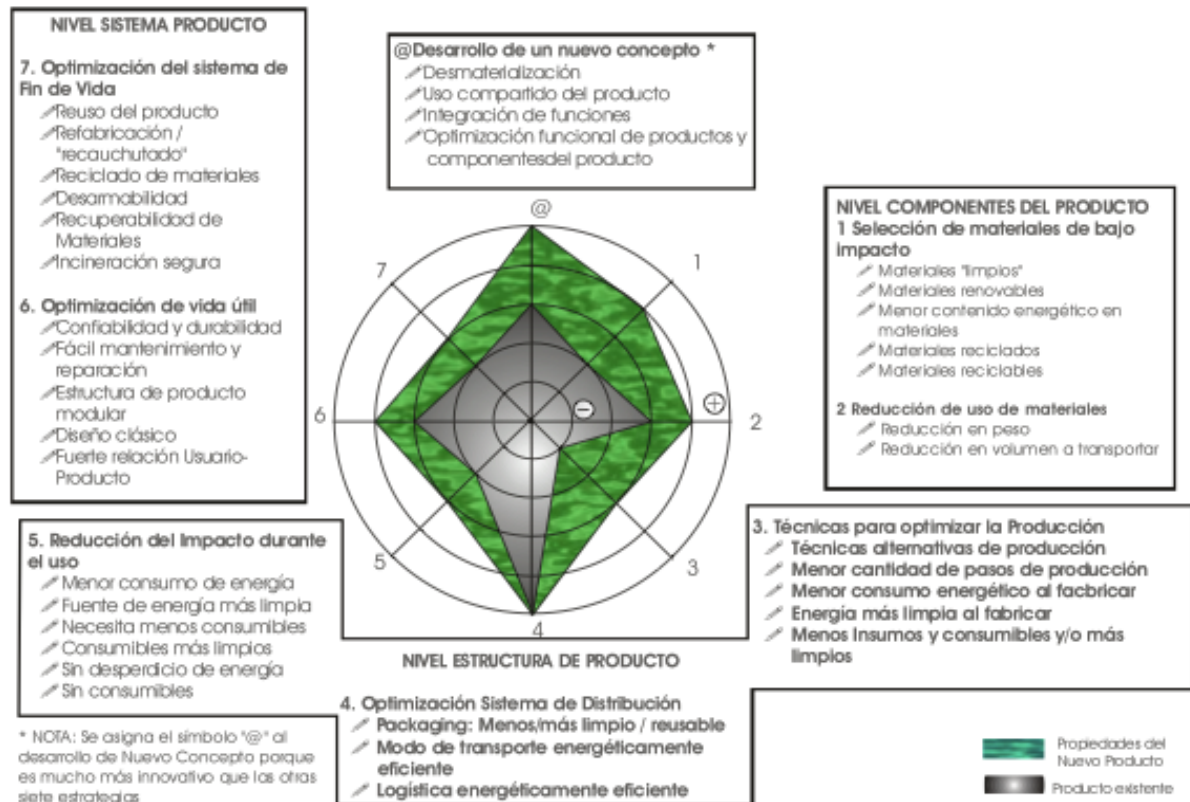 NIVEL SISTEMA PRODUCTO
7. Optimización del sistema de
Fin de Vida
Reuso del producto
Refabricación /
"recauchutado"
Reciclado de materiales
Desarmabilidad
Recuperabilidad de
Materiales
Incineración segura
6. Optimización de vida útil
Confiabilidad y durabilidad
Fácil mantenimiento y
reparación
Estructura de producto
modular
Diseño clásico
Fuerte relación Usuario-
Producto
@Desarrollo de un nuevo concepto *
Desmaterialización
Uso compartido del producto
Integración de funciones
Optimización funcional de productos y
componentesdel producto
NIVEL COMPONENTES DEL PRODUCTO
1 Selección de materiales de bajo
impacto
Materiales "limpios"
Materiales renovables
Menor contenido energético en
materiales
Materiales reciclados
Materiales reciclables
2 Reducción de uso de materiales
Reducción en peso
Reducción en volumen a transportar
@
7
1
6
−
+
2
5
3
4
5. Reducción del Impacto durante
el uso
Menor consumo de energía
Fuente de energía más limpia
Necesita menos consumibles
Consumibles más limpios
Sin desperdicio de energía
Sin consumibles
3. Técnicas para optimizar la Producción
Técnicas alternativas de producción
Menor cantidad de pasos de producción
Menor consumo energético al facbricar
Energía más limpia al fabricar
Menos Insumos y consumibles y/o más
limpios
NIVEL ESTRUCTURA DE PRODUCTO
4. Optimización Sistema de Distribución
Packaging: Menos/más limpio / reusable
Modo de transporte energéticamente
eficiente
Logística energéticamente eficiente
* NOTA: Se asigna el símbolo "@" al
desarrollo de Nuevo Concepto porque
es mucho más innovativo que las otras
siete estrategias
Propiedades del
Nuevo Producto
Producto existente